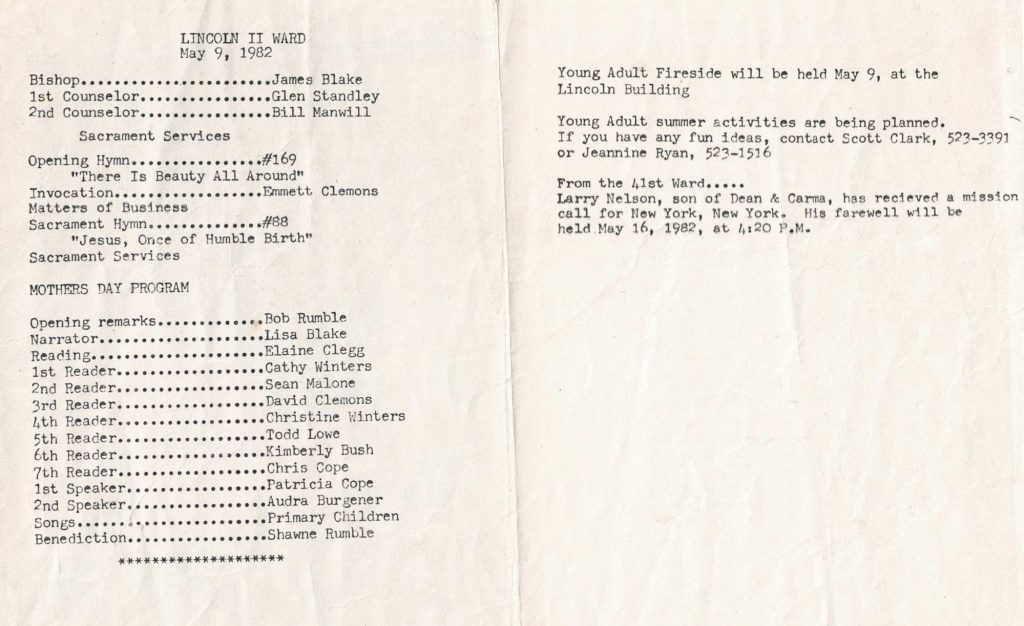 LINCOLN II WARD
May 9, 1982
Bishop.......................James Blake
1st Counselor................Glen Standley
2nd Counselor................Bill Manwill
Sacrament Services
Opening Hymn................#169
"There Is Beauty All Around"
Invocation..................Emmett Clemons
Matters of Business
Sacrament Hymn..............#88
"Jesus, Once of Humble Birth"
Sacrament Services
MOTHERS DAY PROGRAM
Opening remarks.............Bob Rumble
Narrator....................Lisa Blake
Reading.....................Elaine Clegg
1st Reader..................Cathy Winters
2nd Reader..................Sean Malone
3rd Reader..................David Clemons
4th Reader..................Christine Winters
5th Reader..................Todd Lowe
6th Reader..................Kimberly Bush
7th Reader..................Chris Cope
1st Speaker.................Patricia Cope
2nd Speaker.................Audra Burgener
Songs.......................Primary Children
Benediction.................Shawne Rumble
********************
Young Adult Fireside will be held May 9, at the
Lincoln Building
Young Adult summer activities are being planned.
If you have any fun ideas, contact Scott Clark, 523-3391
or Jeannine Ryan, 523-1516
From the 41st Ward.....
Larry Nelson, son of Dean & Carma, has recieved a mission
call for New York, New York. His farewell will be
held May 16, 1982, at 4:20 P.M.